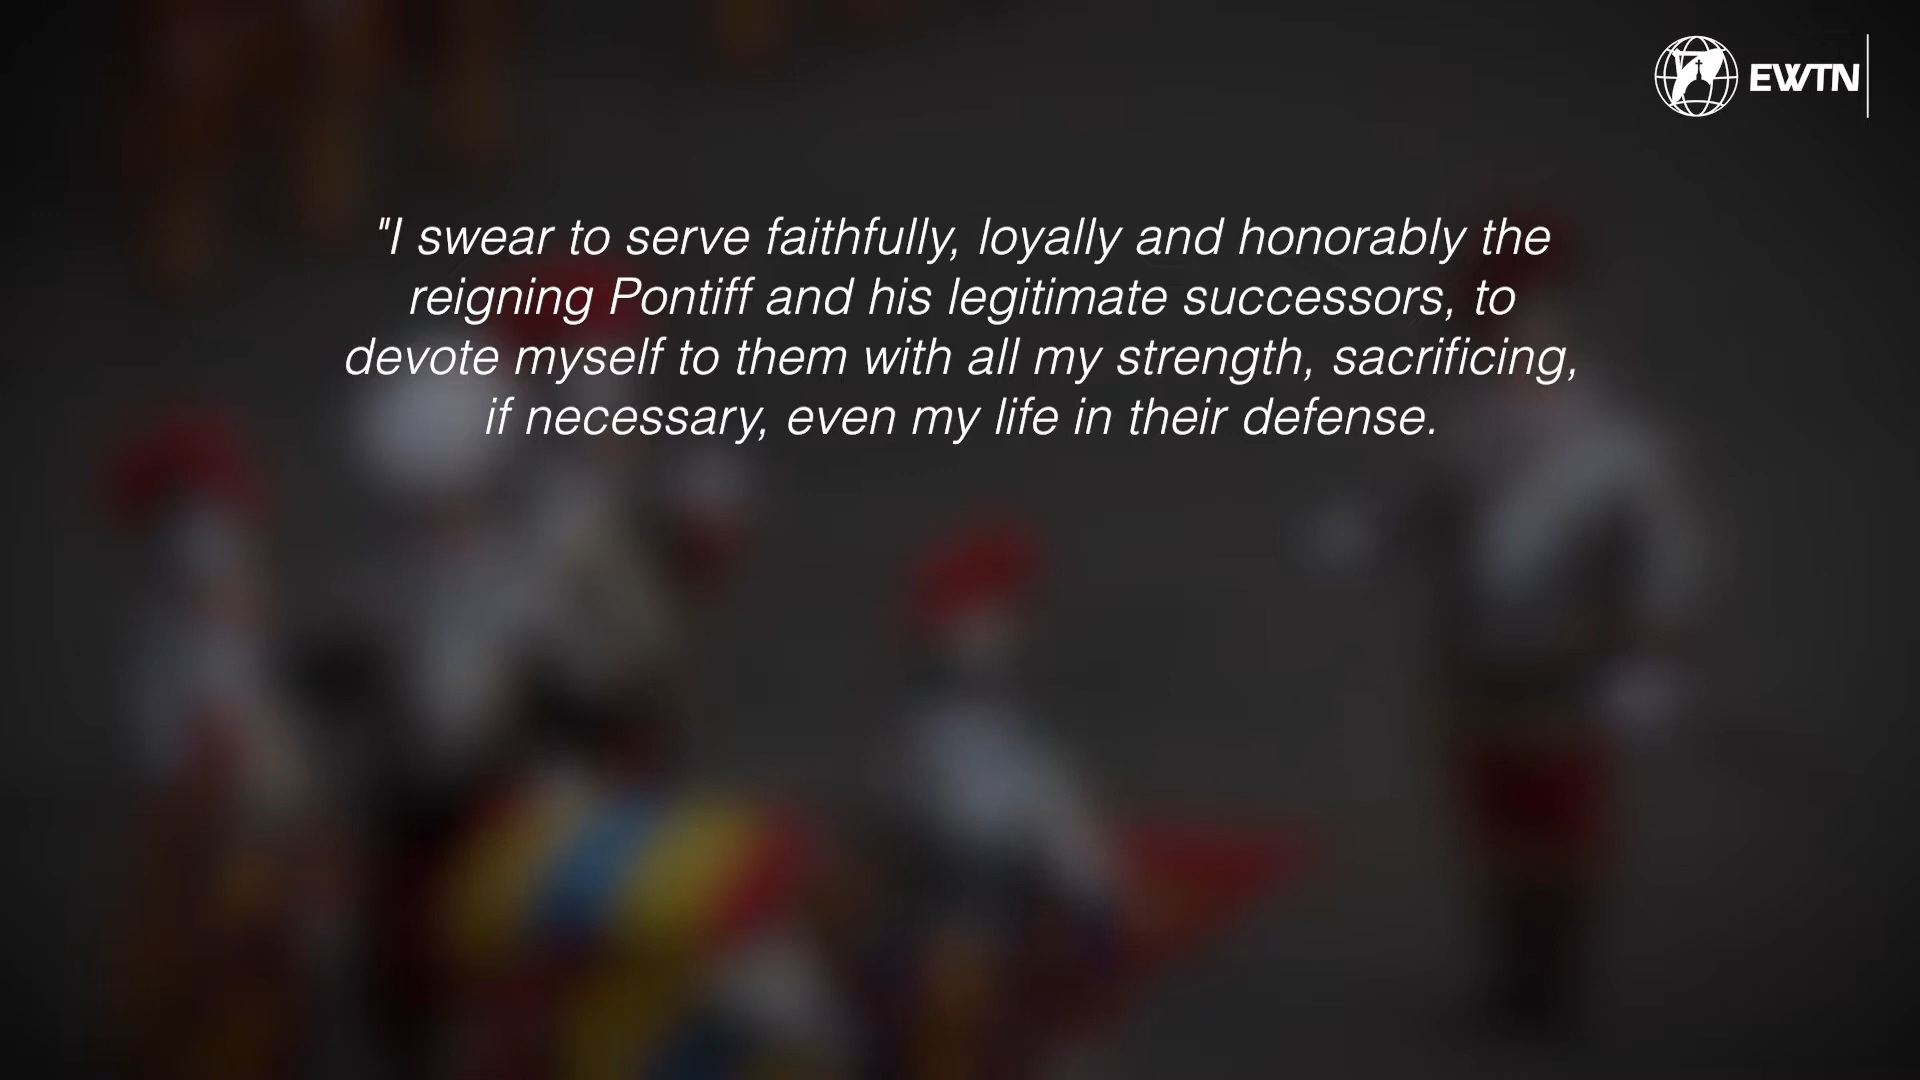 EWTN
"I swear to serve faithfully, loyally and honorably the
reigning Pontiff and his legitimate successors, to
devote myself to them with all my strength, sacrificing,
if necessary, even my life in their defense.